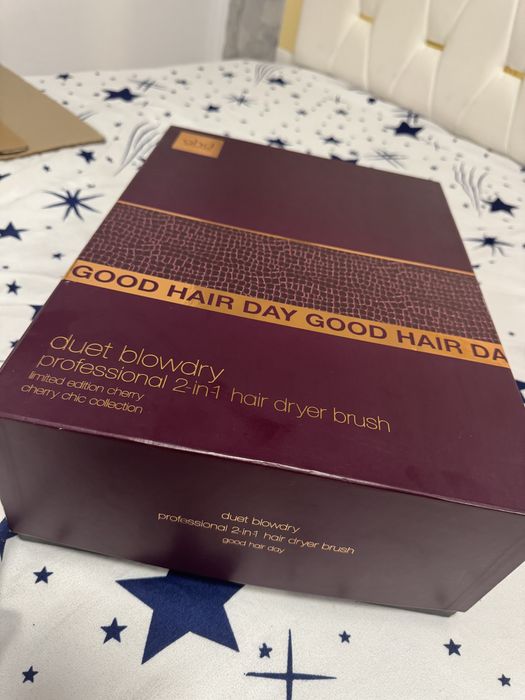 ghd
GOOD HAIR DAY GOOD HAIR DA
duet blowdry
professional 2-in-1 hair dryer brush
limited edition cherry
cherry chic collection
duet blowdry
professional 2-in-1 hair dryer brush
good hair day